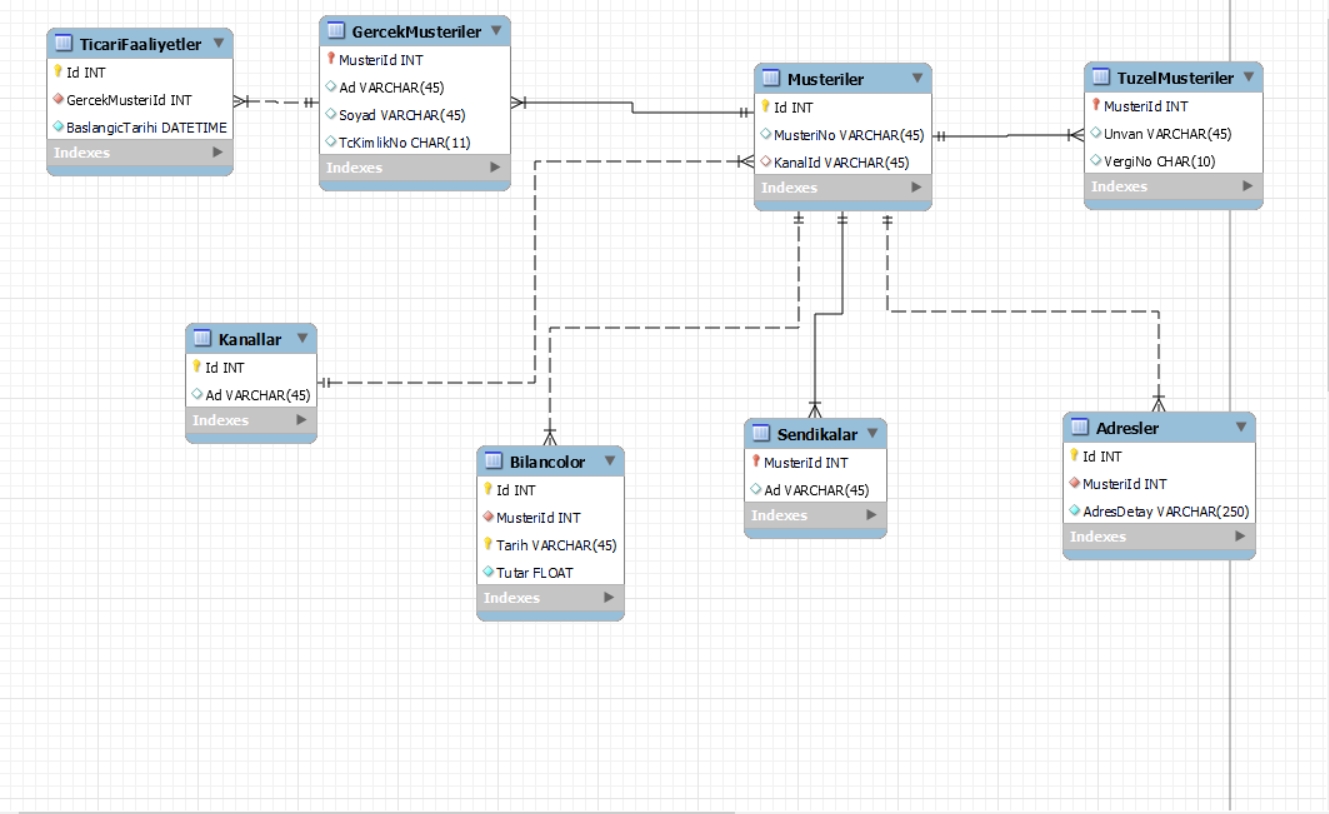 TicariFaaliyetler
Id INT
GercekMusteriId INT
BaslangicTarihi DATETIME
Indexes
GercekMusteriler
MusteriId INT
Ad VARCHAR(45)
Soyad VARCHAR(45)
TcKimlikNo CHAR(11)
Indexes
Musteriler
Id INT
MusteriNo VARCHAR(45)
KanalId VARCHAR(45)
Indexes
TuzelMusteriler
MusteriId INT
Unvan VARCHAR(45)
VergiNo CHAR(10)
Indexes
Kanallar
Id INT
Ad VARCHAR(45)
Indexes
Bilancolor
Id INT
MusteriId INT
Tarih VARCHAR(45)
Tutar FLOAT
Indexes
Sendikalar
MusteriId INT
Ad VARCHAR(45)
Indexes
Adresler
Id INT
MusteriId INT
AdresDetay VARCHAR(250)
Indexes